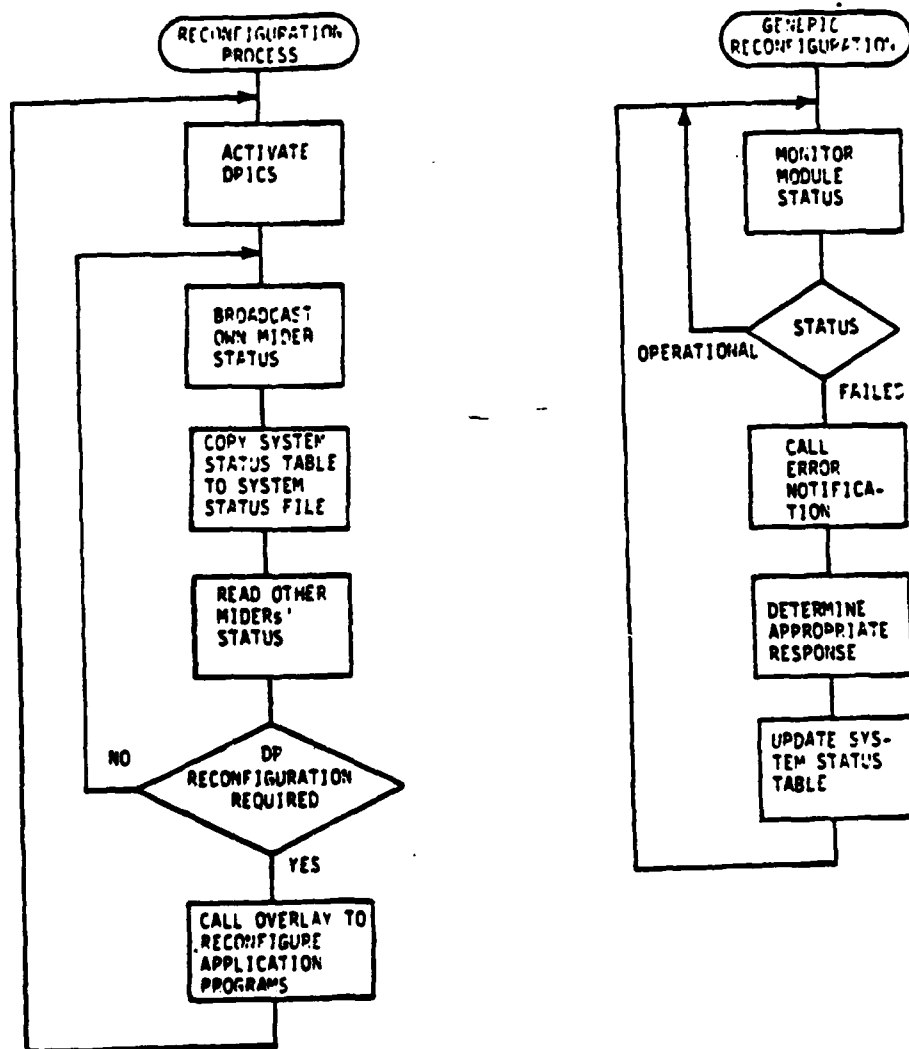 RECONFIGURATION
PROCESS
ACTIVATE
DPICS
BROADCAST
OWN MIDER
STATUS
COPY SYSTEM
STATUS TABLE
TO SYSTEM
STATUS FILE
READ OTHER
MIDERs'
STATUS
NO
DP
RECONFIGURATION
REQUIRED
YES
CALL OVERLAY TO
RECONFIGURE
APPLICATION
PROGRAMS
GENERIC
RECONFIGURATION
MONITOR
MODULE
STATUS
STATUS
OPERATIONAL
FAILED
CALL
ERROR
NOTIFICA-
TION
DETERMINE
APPROPRIATE
RESPONSE
UPDATE SYS-
TEM STATUS
TABLE